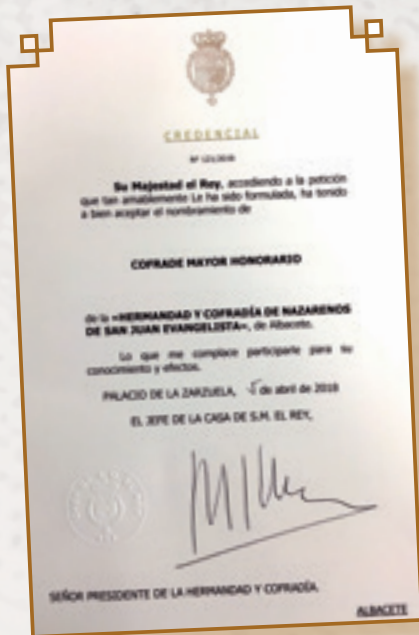 CREDENCIAL
Su Majestad el Rey, accediendo a la petición
que tan amablemente Le ha sido formulada, ha tenido
a bien aceptar el nombramiento de
COFRADE MAYOR HONORARIO
de la «HERMANDAD Y COFRADÍA DE NAZARENOS
DE SAN JUAN EVANGELISTA», de Albacete.
Lo que me complace participarle para su
conocimiento y efectos.
PALACIO DE LA ZARZUELA, 5 de abril de 2018
EL JEFE DE LA CASA DE S.M. EL REY,
SEÑOR PRESIDENTE DE LA HERMANDAD Y COFRADÍA.
ALBACETE